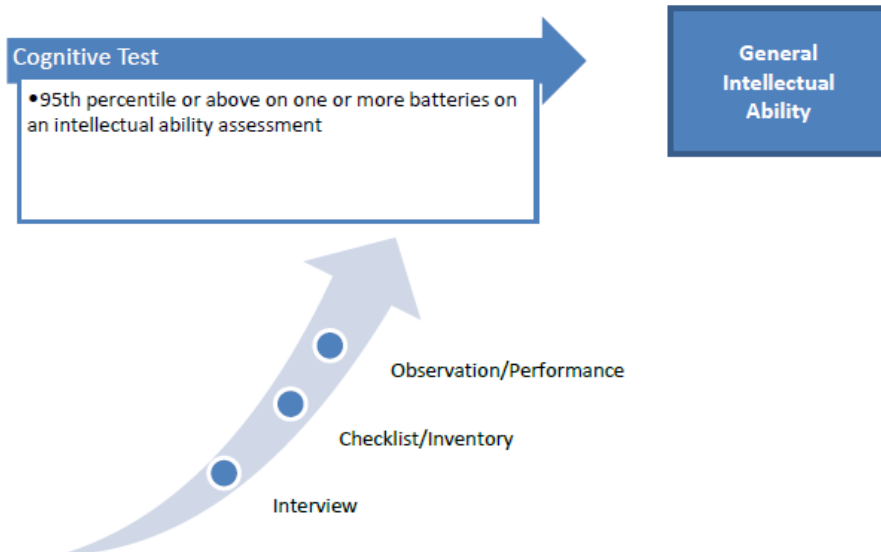 Cognitive Test
•95th percentile or above on one or more batteries on
an intellectual ability assessment
General
Intellectual
Ability
Observation/Performance
Checklist/Inventory
Interview